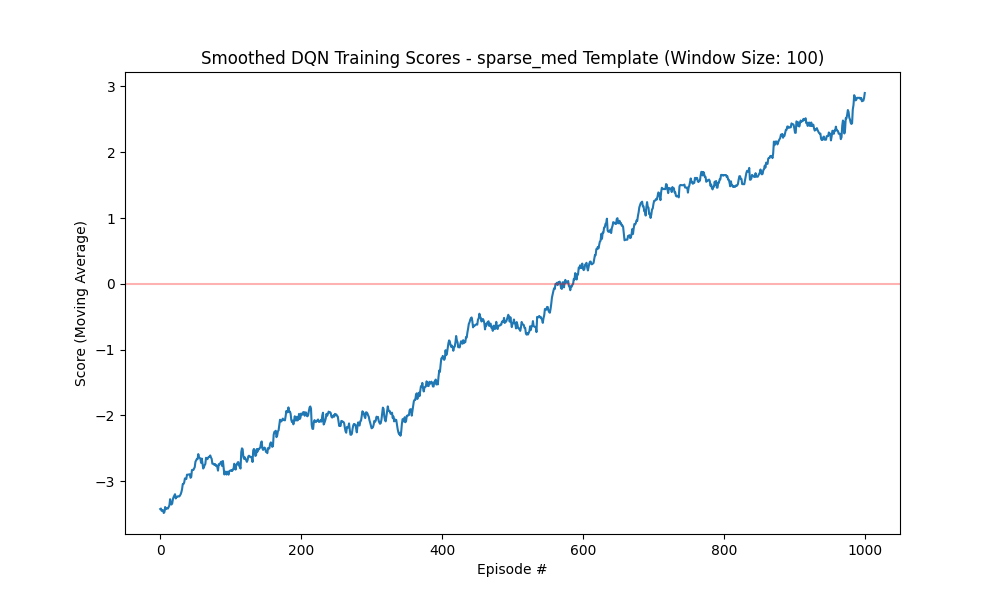 Smoothed DQN Training Scores - sparse_med Template (Window Size: 100)
Score (Moving Average)
3
2
1
0
−1
−2
−3
0 200 400 600 800 1000
Episode #